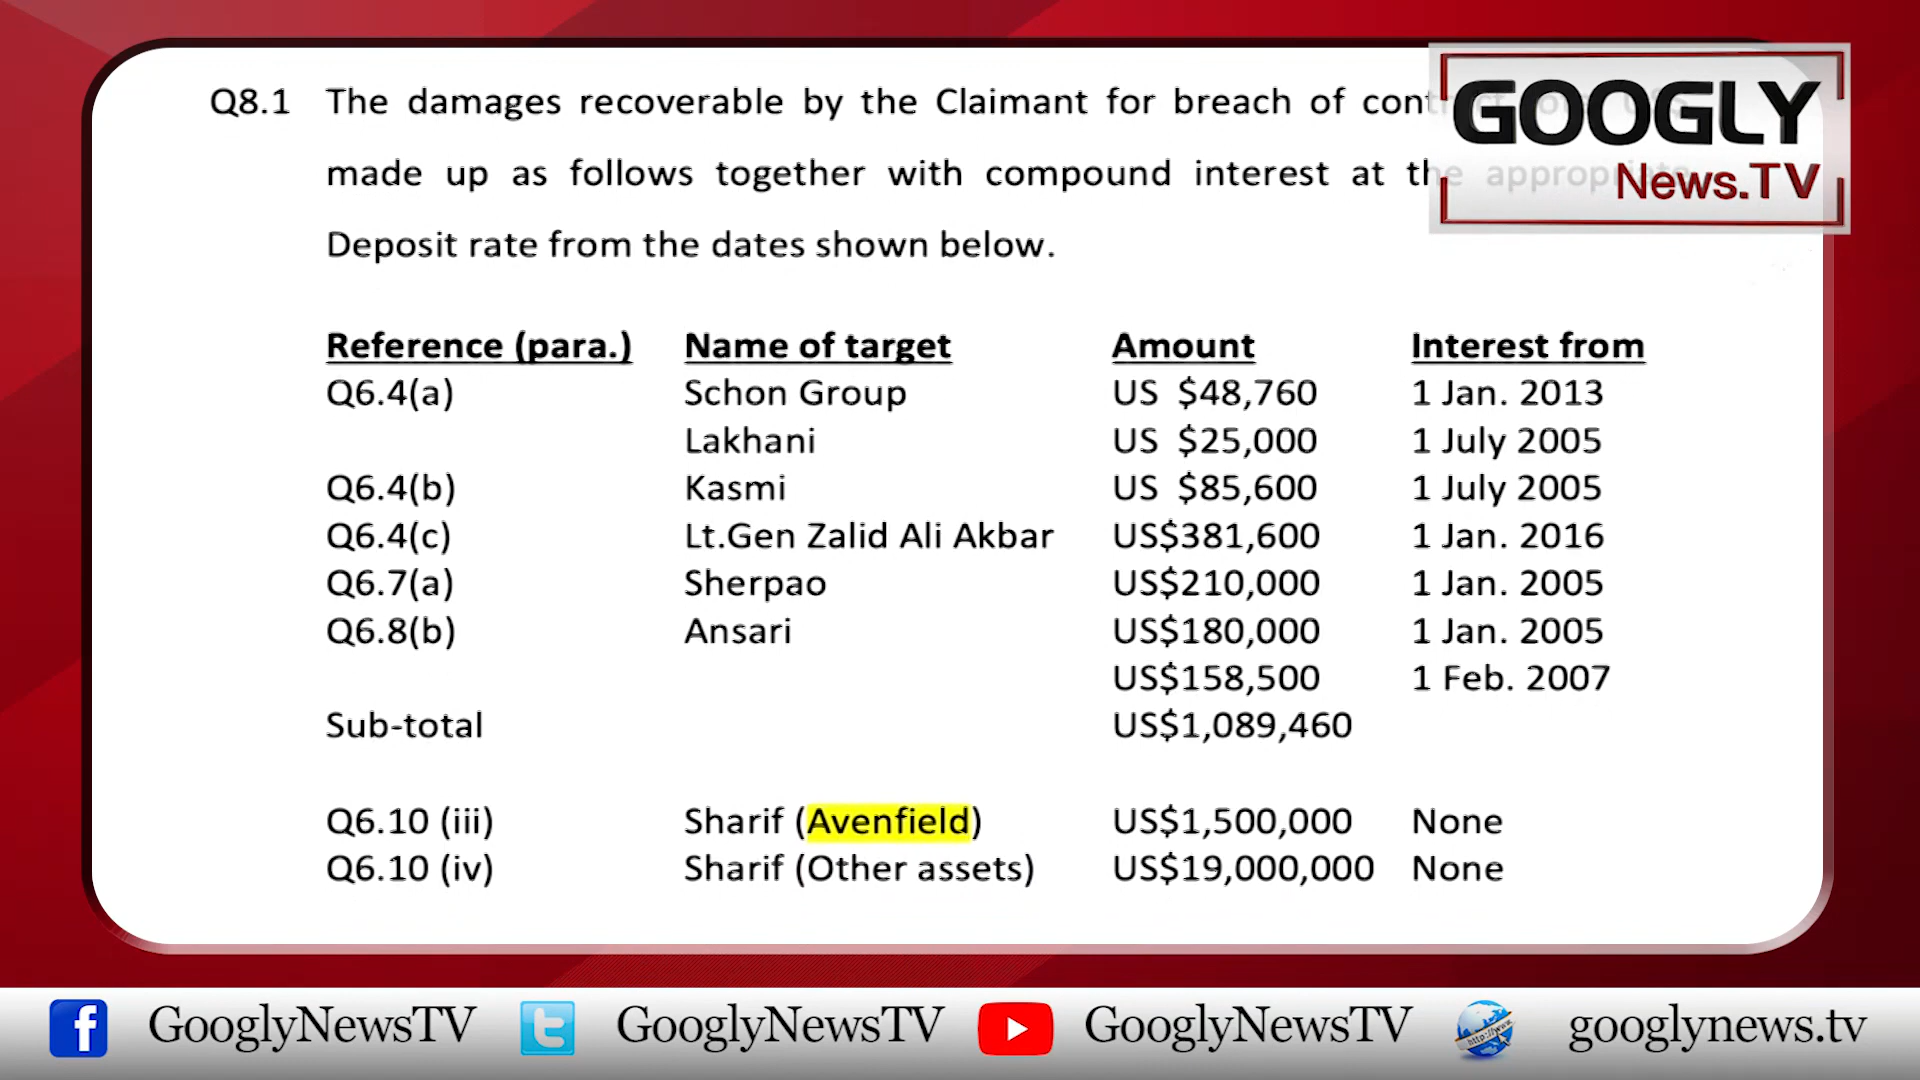 Q8.1 The damages recoverable by the Claimant for breach of
made up as follows together with compound interest at the appropriate
Deposit rate from the dates shown below.
GOOGLY
News.TV
Reference (para.) Name of target Amount Interest from
Q6.4(a) Schon Group US $48,760 1 Jan. 2013
Lakhani US $25,000 1 July 2005
Q6.4(b) Kasmi US $85,600 1 July 2005
Q6.4(c) Lt.Gen Zalid Ali Akbar US$381,600 1 Jan. 2016
Q6.7(a) Sherpao US$210,000 1 Jan. 2005
Q6.8(b) Ansari US$180,000 1 Jan. 2005
US$158,500 1 Feb. 2007
Sub-total US$1,089,460
Q6.10 (iii) Sharif (Avenfield) US$1,500,000 None
Q6.10 (iv) Sharif (Other assets) US$19,000,000 None
f GooglyNewsTV t GooglyNewsTV GooglyNewsTV http://www. googlynews.tv